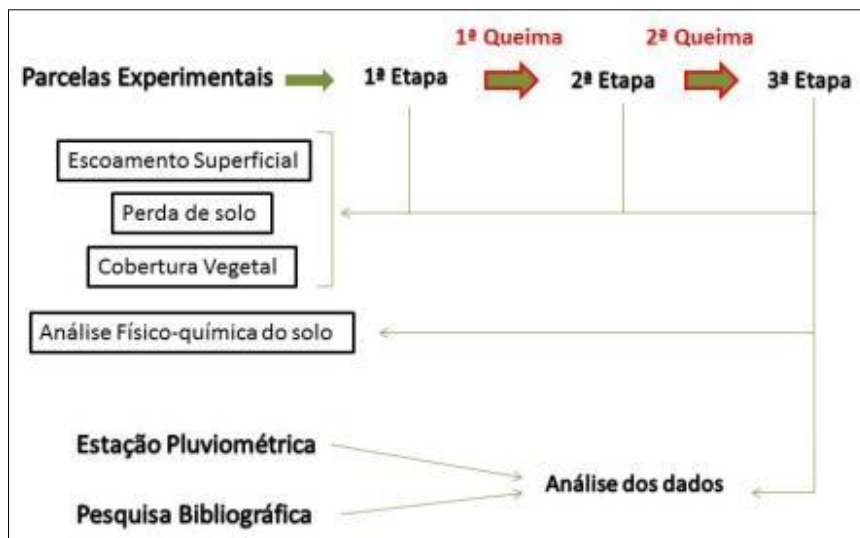 1ª Queima 2ª Queima
Parcelas Experimentais 1ª Etapa 2ª Etapa 3ª Etapa
Escoamento Superficial
Perda de solo
Cobertura Vegetal
Análise Físico-química do solo
Estação Pluviométrica
Análise dos dados
Pesquisa Bibliográfica